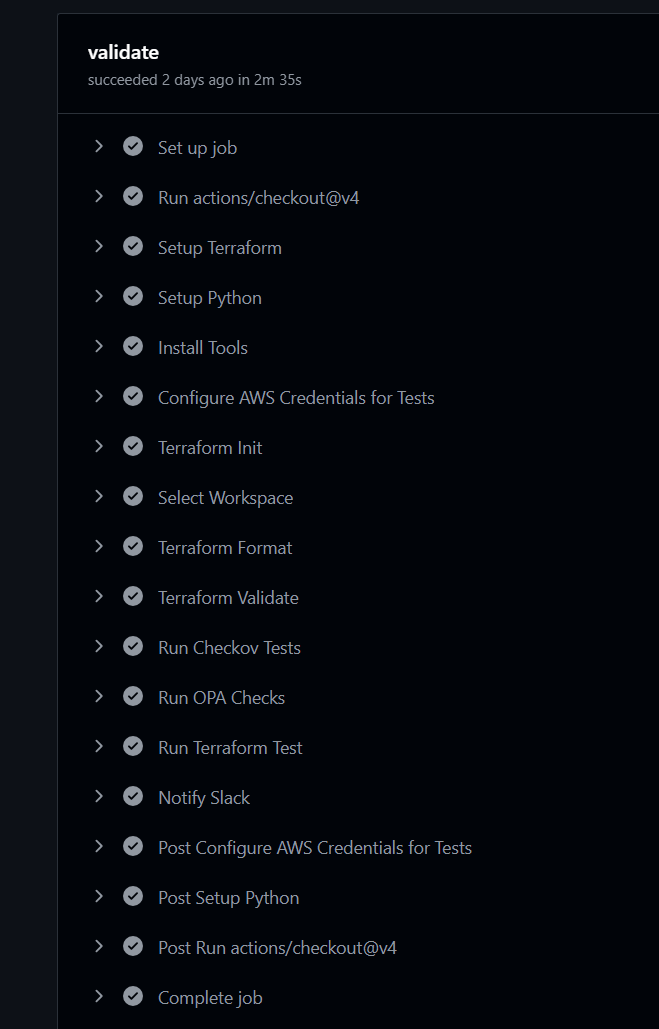 validate
succeeded 2 days ago in 2m 35s
Set up job
Run actions/checkout@v4
Setup Terraform
Setup Python
Install Tools
Configure AWS Credentials for Tests
Terraform Init
Select Workspace
Terraform Format
Terraform Validate
Run Checkov Tests
Run OPA Checks
Run Terraform Test
Notify Slack
Post Configure AWS Credentials for Tests
Post Setup Python
Post Run actions/checkout@v4
Complete job